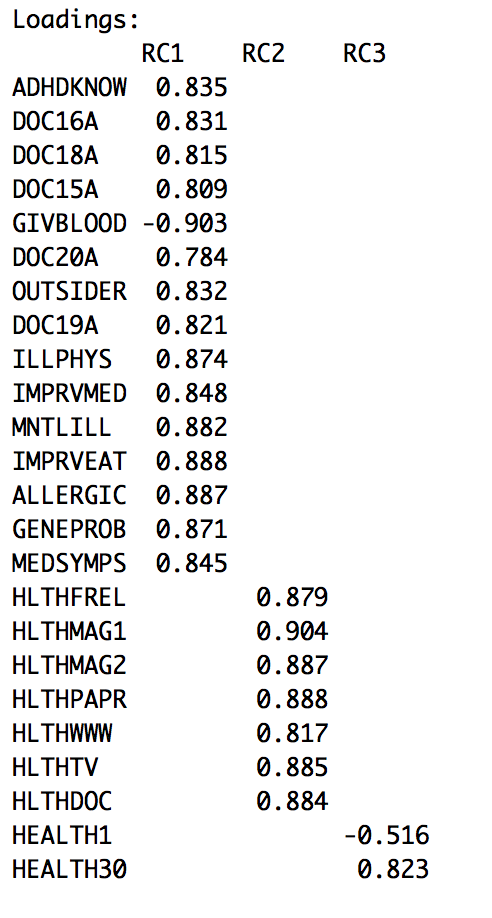 Loadings:
         RC1    RC2    RC3
ADHDKNOW  0.835
DOC16A    0.831
DOC18A    0.815
DOC15A    0.809
GIVBLOOD -0.903
DOC20A    0.784
OUTSIDER  0.832
DOC19A    0.821
ILLPHYS   0.874
IMPRVMED  0.848
MNTLILL   0.882
IMPRVEAT  0.888
ALLERGIC  0.887
GENEPROB  0.871
MEDSYMPS  0.845
HLTHFREL         0.879
HLTHMAG1         0.904
HLTHMAG2         0.887
HLTHPAPR         0.888
HLTHWWW          0.817
HLTHTV           0.885
HLTHDOC          0.884
HEALTH1                -0.516
HEALTH30                0.823